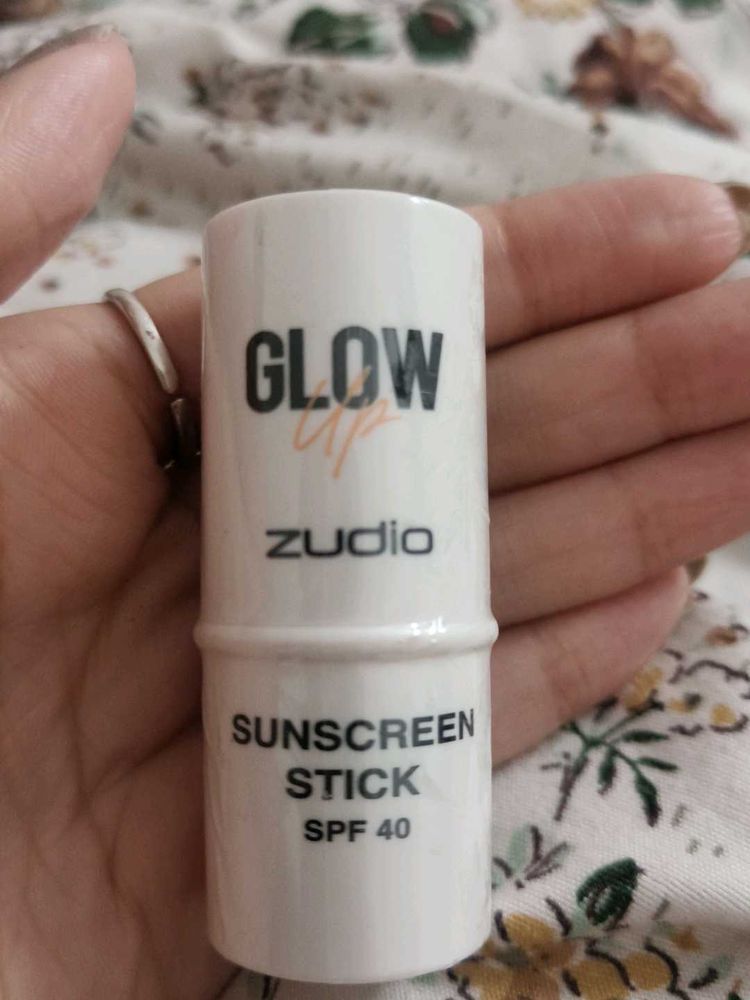 GLOW
Up
zudio
SUNSCREEN
STICK
SPF 40